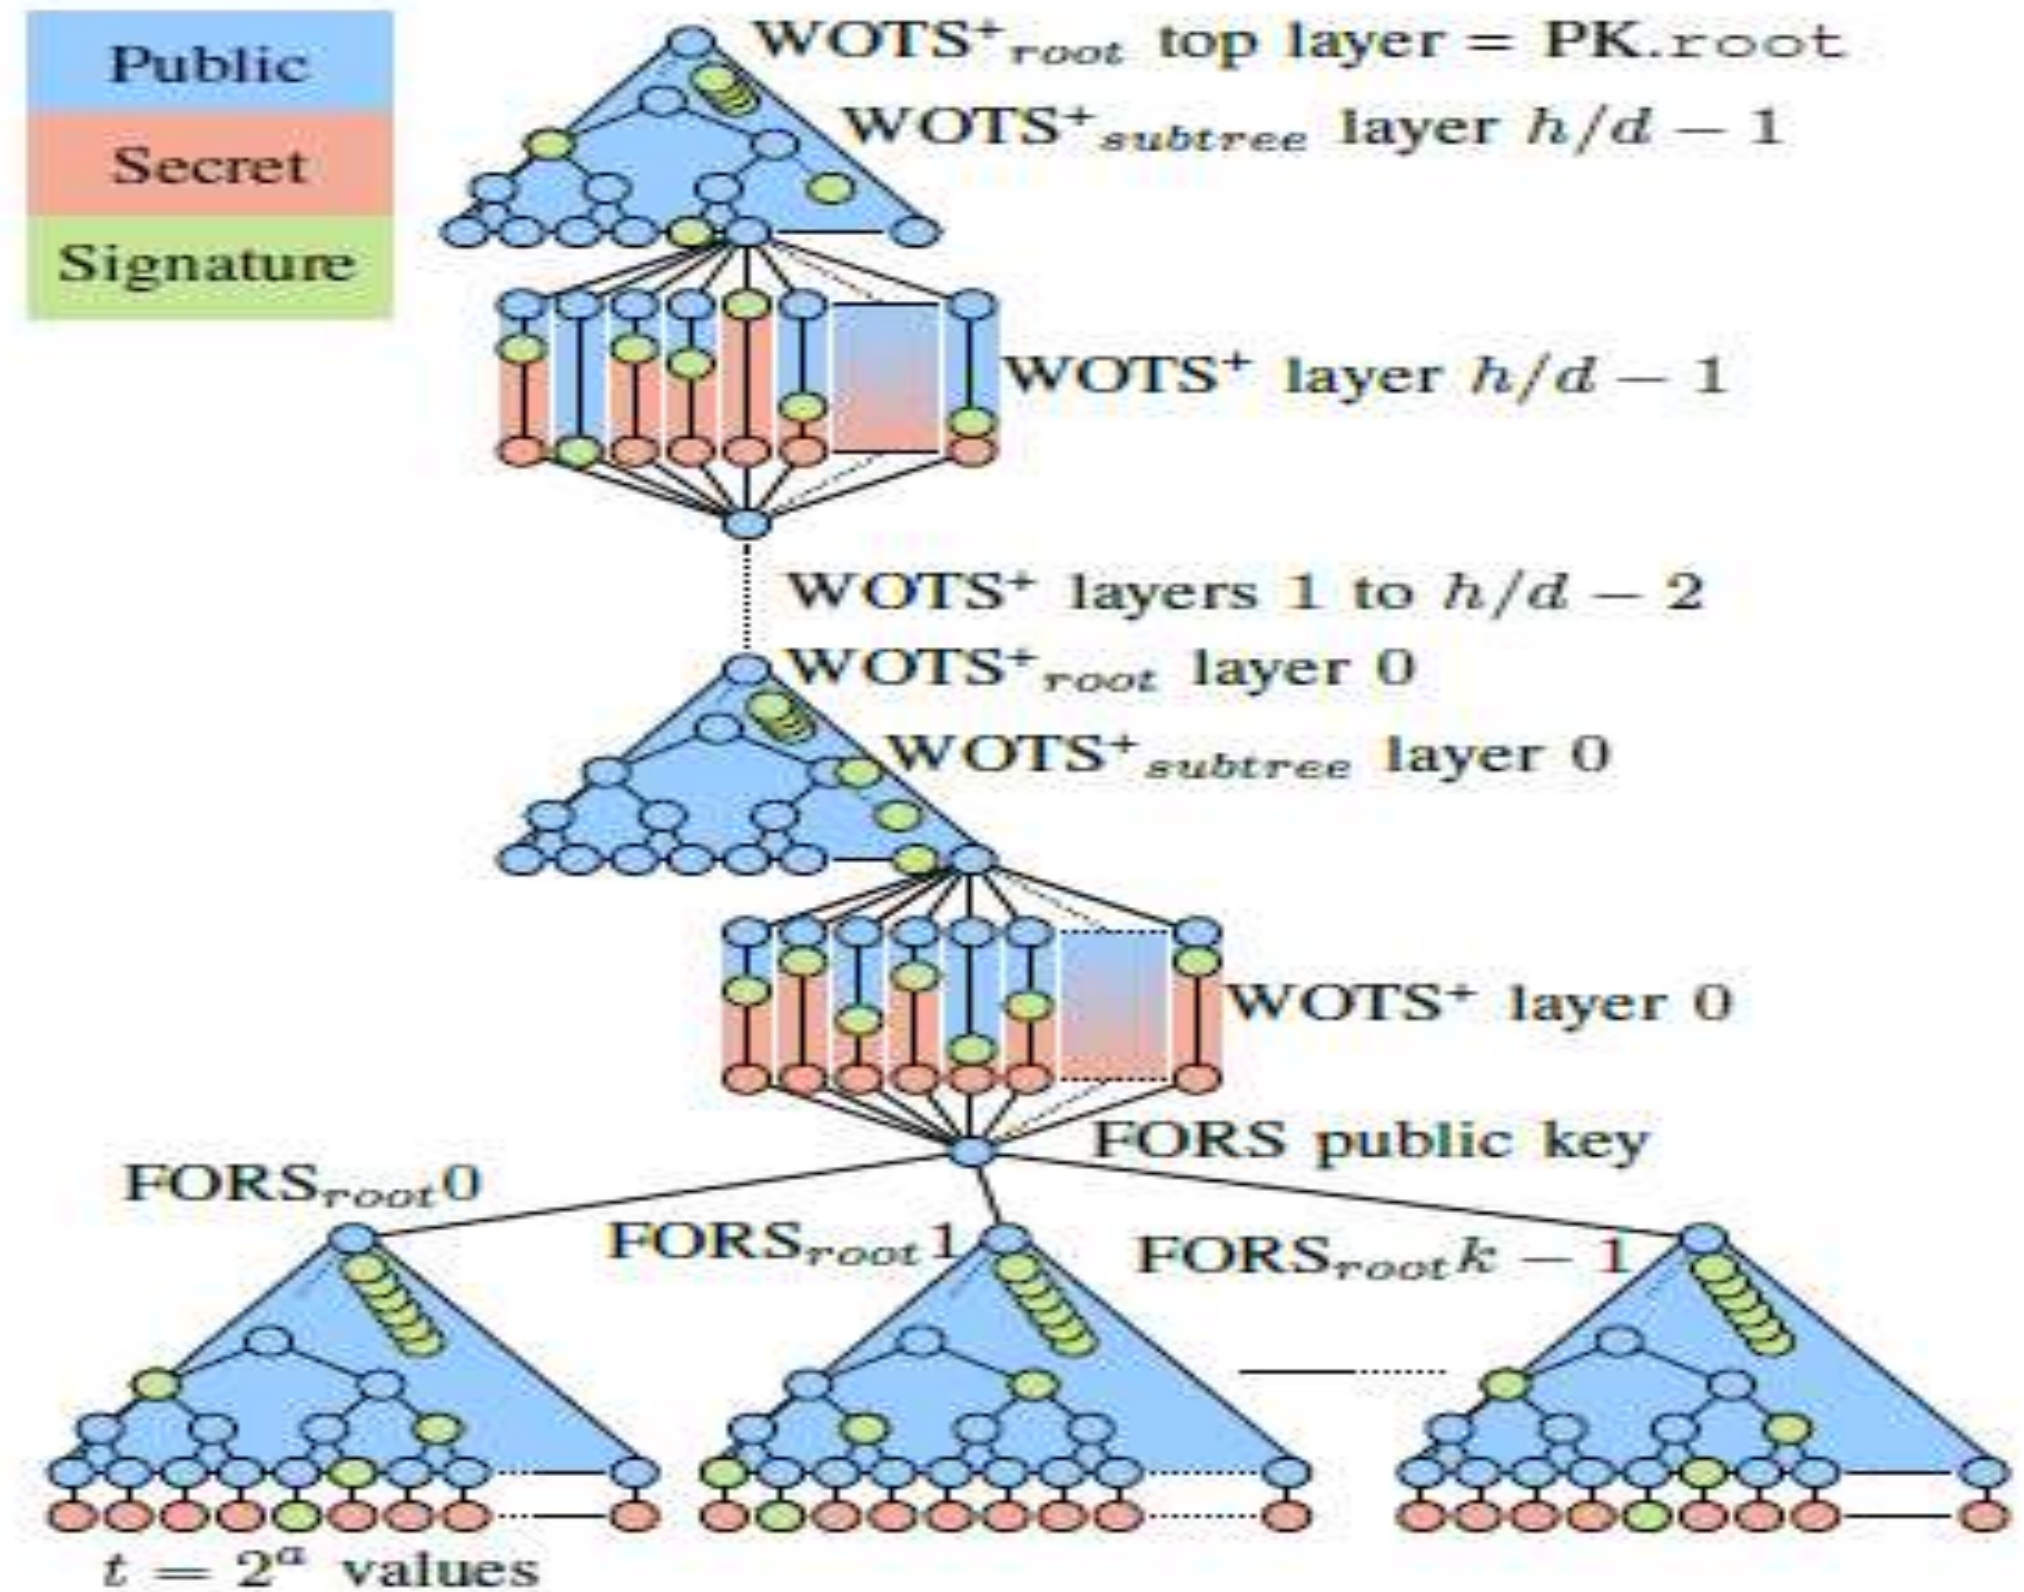 Public
Secret
Signature
WOTS⁺root top layer = PK.root
WOTS⁺subtree layer h/d − 1
WOTS⁺ layer h/d − 1
WOTS⁺ layers 1 to h/d − 2
WOTS⁺root layer 0
WOTS⁺subtree layer 0
WOTS⁺ layer 0
FORS public key
FORSroot0
FORSroot1
FORSrootk − 1
t = 2ᵃ values